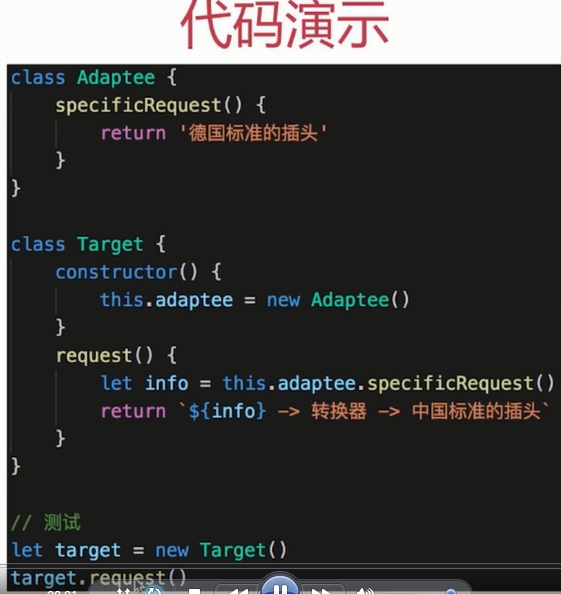 代码演示
class Adaptee {
    specificRequest() {
        return '德国标准的插头'
    }
}

class Target {
    constructor() {
        this.adaptee = new Adaptee()
    }
    request() {
        let info = this.adaptee.specificRequest()
        return `${info} -> 转换器 -> 中国标准的插头`
    }
}

// 测试
let target = new Target()
target.request()